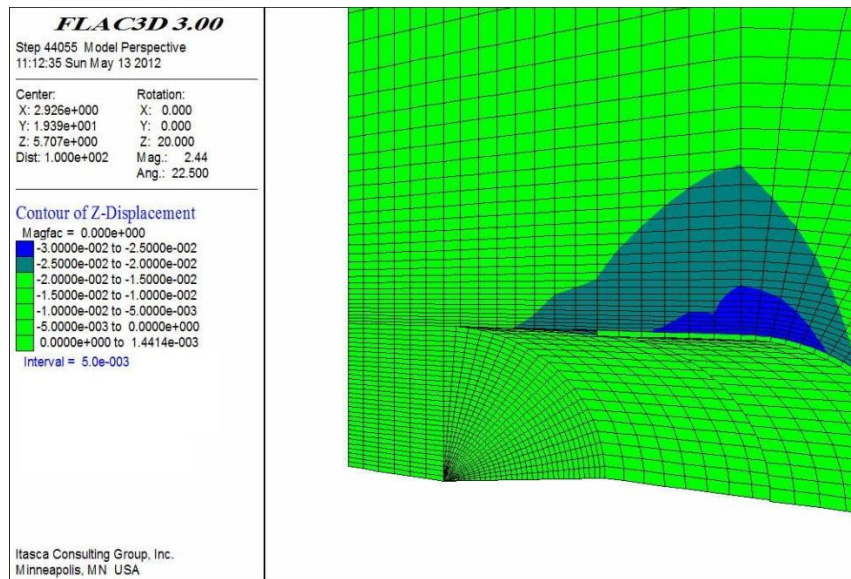 FLAC3D 3.00
Step 44055 Model Perspective
11:12:35 Sun May 13 2012
Center: Rotation:
X: 2.926e+000 X: 0.000
Y: 1.939e+001 Y: 0.000
Z: 5.707e+000 Z: 20.000
Dist: 1.000e+002 Mag.: 2.44
Ang.: 22.500
Contour of Z-Displacement
Magfac = 0.000e+000
-3.0000e-002 to -2.5000e-002
-2.5000e-002 to -2.0000e-002
-2.0000e-002 to -1.5000e-002
-1.5000e-002 to -1.0000e-002
-1.0000e-002 to -5.0000e-003
-5.0000e-003 to 0.0000e+000
0.0000e+000 to 1.4414e-003
Interval = 5.0e-003
Itasca Consulting Group, Inc.
Minneapolis, MN USA